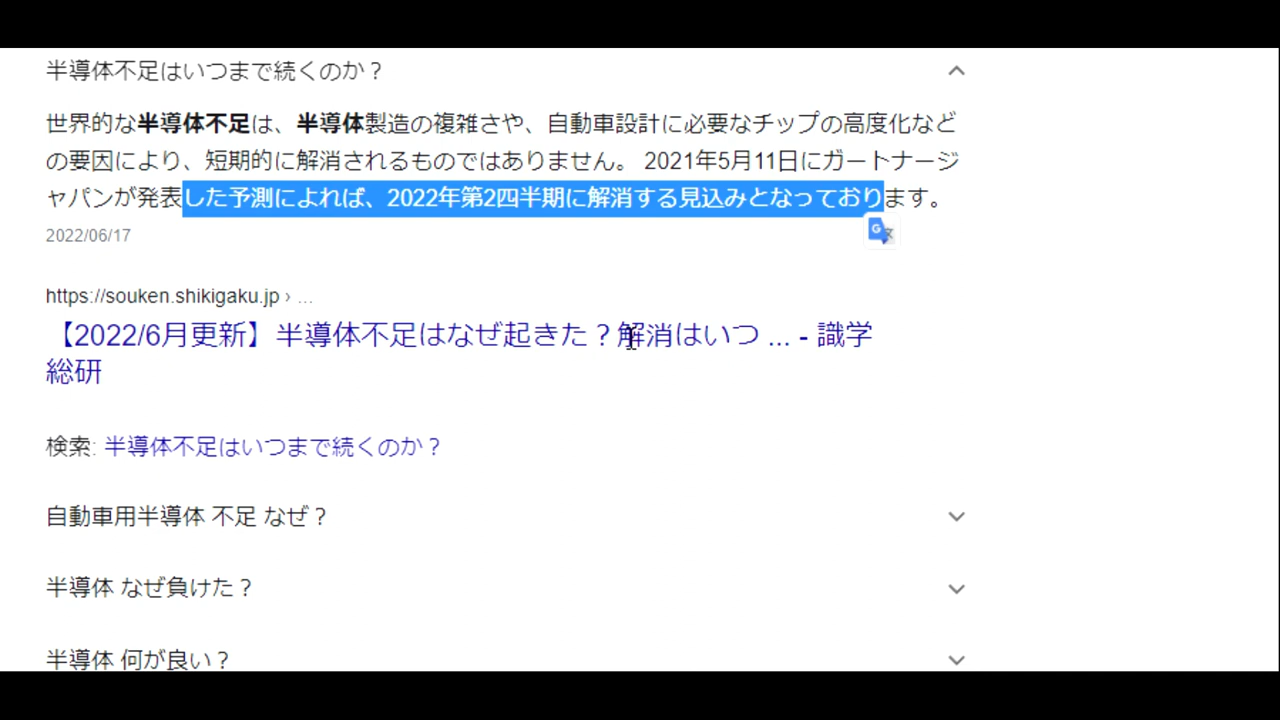 半導体不足はいつまで続くのか？
世界的な半導体不足は、半導体製造の複雑さや、自動車設計に必要なチップの高度化など
の要因により、短期的に解消されるものではありません。 2021年5月11日にガートナージ
ャパンが発表した予測によれば、2022年第2四半期に解消する見込みとなっております。
2022/06/17
https://souken.shikigaku.jp › ...
【2022/6月更新】半導体不足はなぜ起きた？解消はいつ ... - 識学
総研
検索: 半導体不足はいつまで続くのか？
自動車用半導体 不足 なぜ？
半導体 なぜ負けた？
半導体 何が良い？